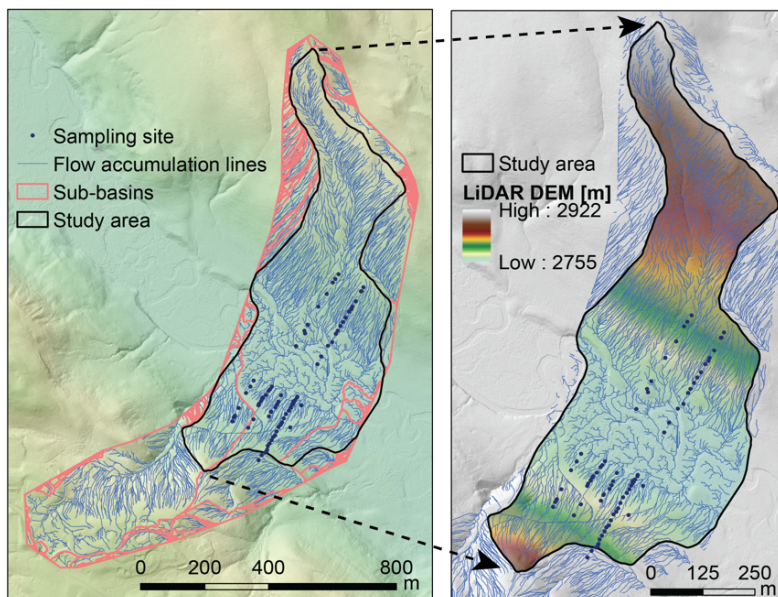 Sampling site
Flow accumulation lines
Sub-basins
Study area
0 200 400 800
m
Study area
LiDAR DEM [m]
High : 2922
Low : 2755
0 125 250
m